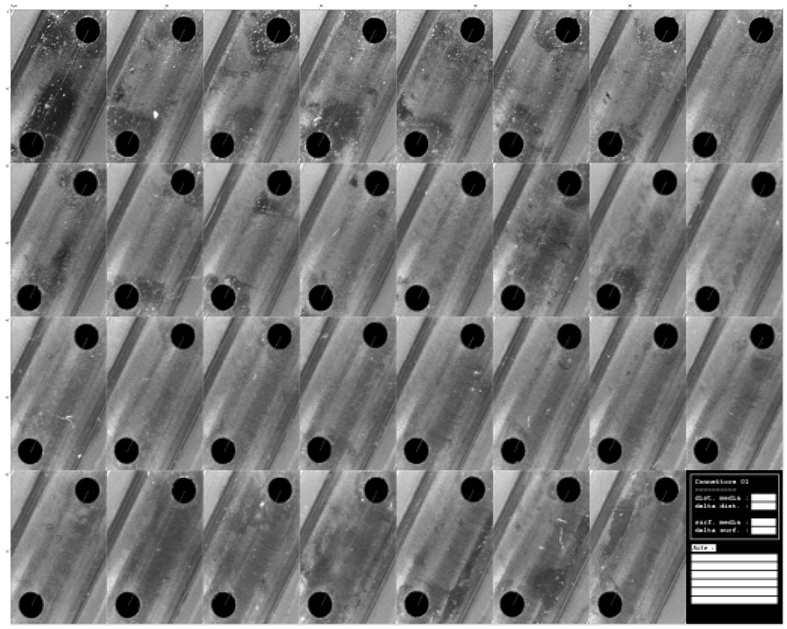 Connettore 01
----------
dist. media :
delta dist. :
surf. media :
delta surf. :
Note :